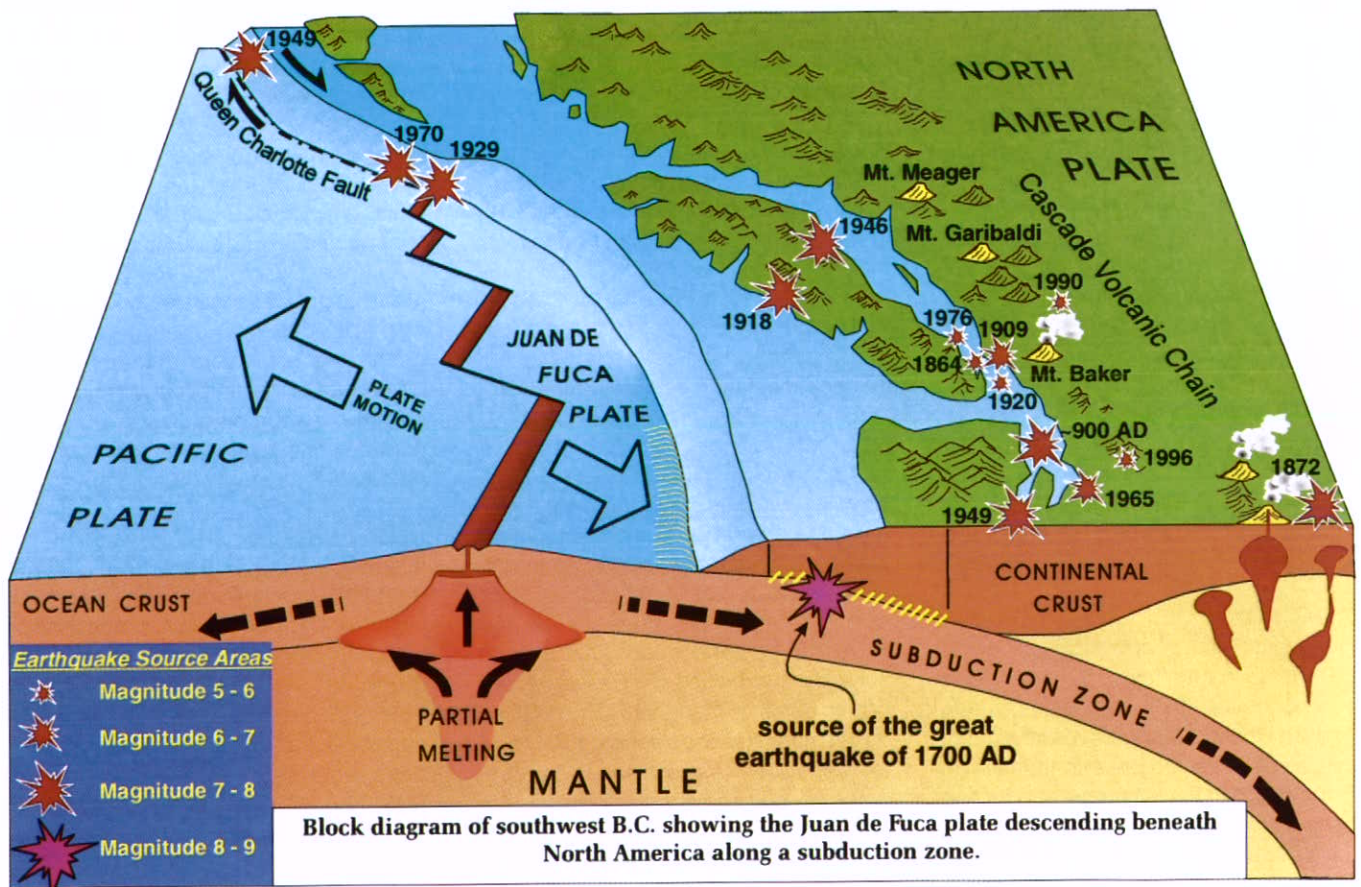 1949
Queen Charlotte Fault
1970
1929
NORTH
AMERICA
PLATE
Mt. Meager
Cascade Volcanic Chain
Mt. Garibaldi
1946
1990
1918
1976
1909
1864
Mt. Baker
1920
JUAN DE
FUCA
PLATE
PLATE
MOTION
PACIFIC
PLATE
~900 AD
1996
1872
1965
1949
OCEAN CRUST
CONTINENTAL
CRUST
SUBDUCTION ZONE
Earthquake Source Areas
Magnitude 5 - 6
Magnitude 6 - 7
Magnitude 7 - 8
Magnitude 8 - 9
PARTIAL
MELTING
source of the great
earthquake of 1700 AD
MANTLE
Block diagram of southwest B.C. showing the Juan de Fuca plate descending beneath
North America along a subduction zone.